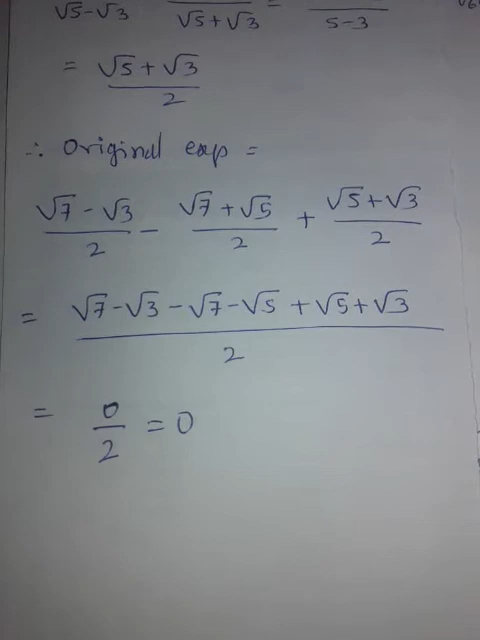 √5-√3   √5+√3 =   5-3
= (√5+√3)/2
∴ Original exp =
(√7-√3)/2 - (√7+√5)/2 + (√5+√3)/2
= (√7-√3-√7-√5+√5+√3)/2
= 0/2 = 0